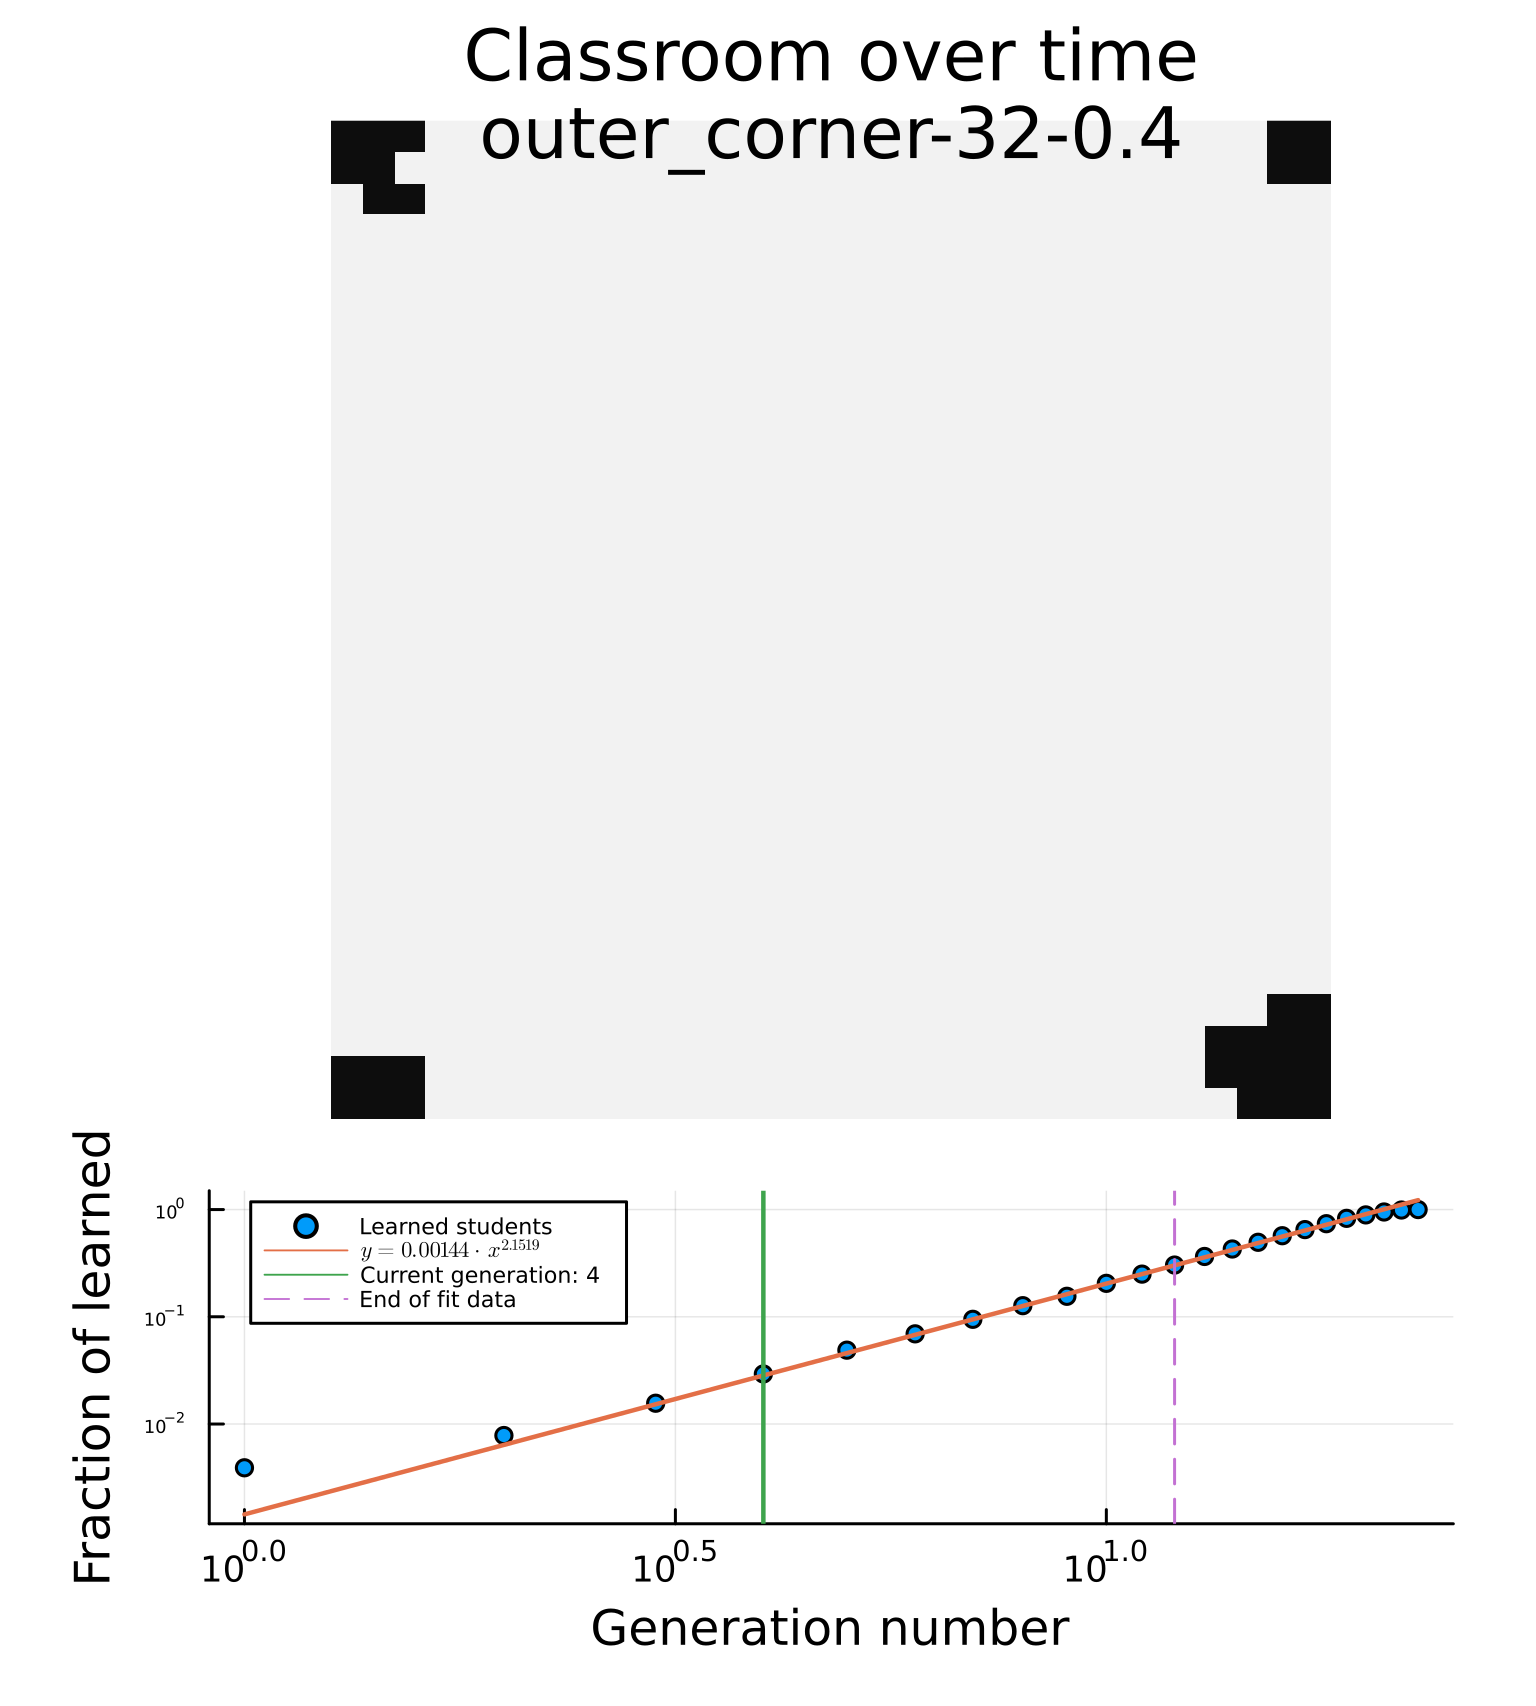 Classroom over time
outer_corner-32-0.4
Fraction of learned
10^0
10^−1
10^−2
Learned students
y = 0.00144 · x^2.1519
Current generation: 4
End of fit data
10^0.0
10^0.5
10^1.0
Generation number